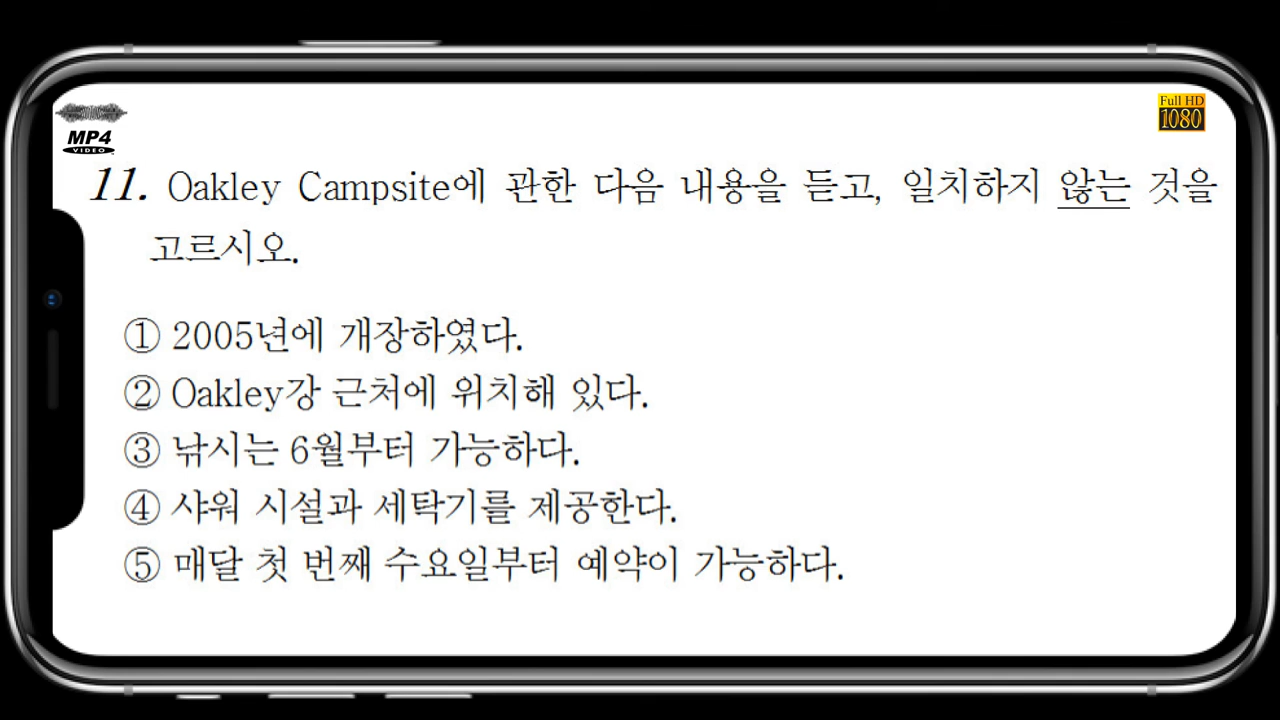 MP4
VIDEO
Full HD
1080
11. Oakley Campsite에 관한 다음 내용을 듣고, 일치하지 않는 것을
고르시오.
① 2005년에 개장하였다.
② Oakley강 근처에 위치해 있다.
③ 낚시는 6월부터 가능하다.
④ 샤워 시설과 세탁기를 제공한다.
⑤ 매달 첫 번째 수요일부터 예약이 가능하다.